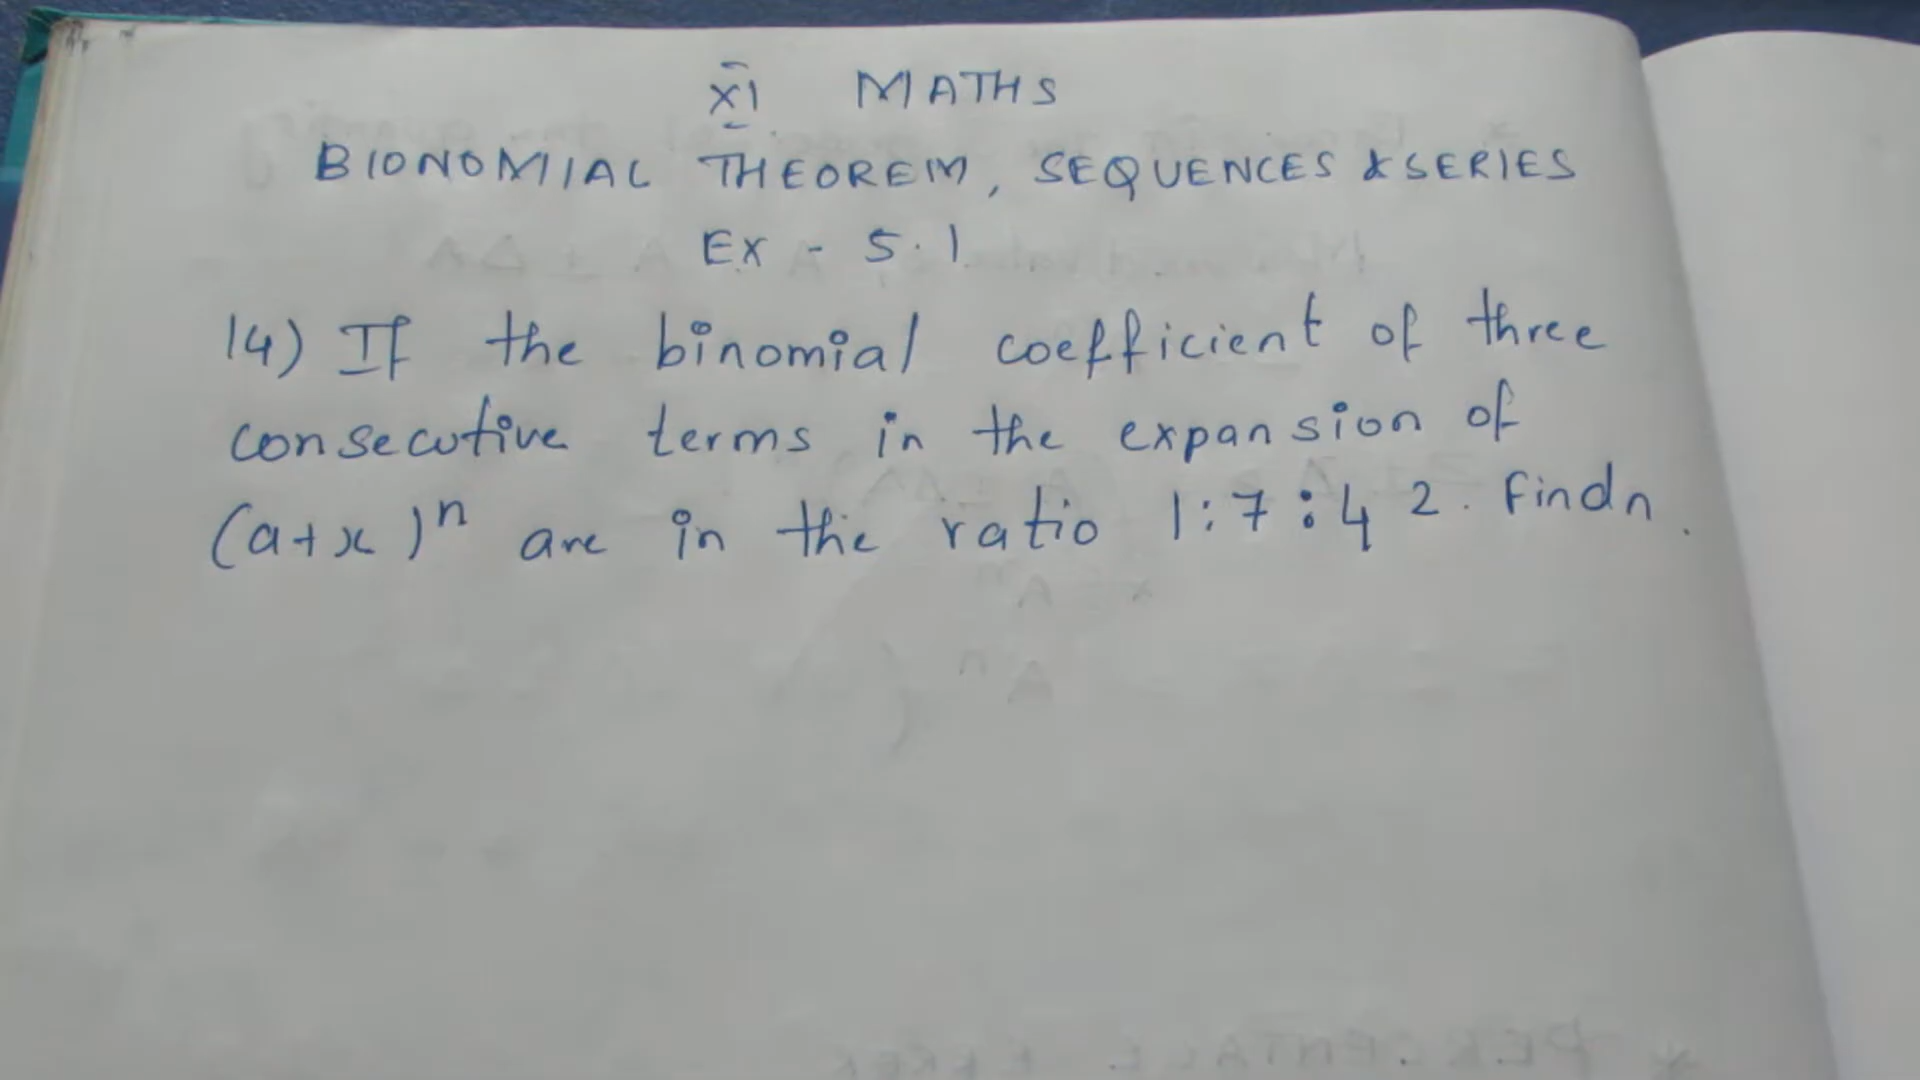 XI MATHS
BIONOMIAL THEOREM, SEQUENCES & SERIES
Ex - 5.1
14) If the binomial coefficient of three
consecutive terms in the expansion of
(a+x)^n are in the ratio 1:7:42. Find n.